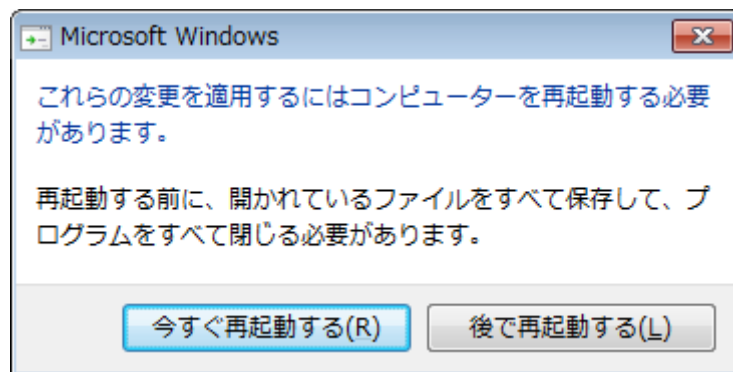 Microsoft Windows
これらの変更を適用するにはコンピューターを再起動する必要
があります。
再起動する前に、開かれているファイルをすべて保存して、プ
ログラムをすべて閉じる必要があります。
今すぐ再起動する(R)
後で再起動する(L)